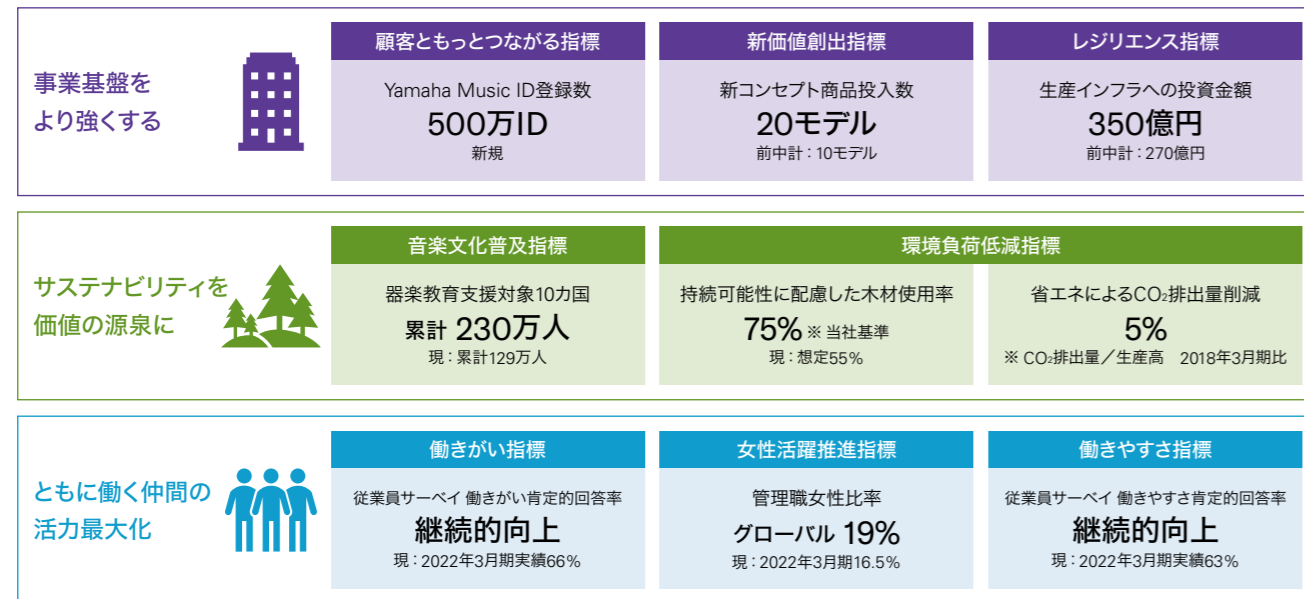 事業基盤を
より強くする
顧客ともっとつながる指標
Yamaha Music ID登録数
500万ID
新規
新価値創出指標
新コンセプト商品投入数
20モデル
前中計：10モデル
レジリエンス指標
生産インフラへの投資金額
350億円
前中計：270億円
サステナビリティを
価値の源泉に
音楽文化普及指標
器楽教育支援対象10カ国
累計 230万人
現：累計129万人
環境負荷低減指標
持続可能性に配慮した木材使用率
75% ※ 当社基準
現：想定55%
省エネによるCO₂排出量削減
5%
※ CO₂排出量／生産高　2018年3月期比
ともに働く仲間の
活力最大化
働きがい指標
従業員サーベイ 働きがい肯定的回答率
継続的向上
現：2022年3月期実績66%
女性活躍推進指標
管理職女性比率
グローバル 19%
現：2022年3月期16.5%
働きやすさ指標
従業員サーベイ 働きやすさ肯定的回答率
継続的向上
現：2022年3月期実績63%